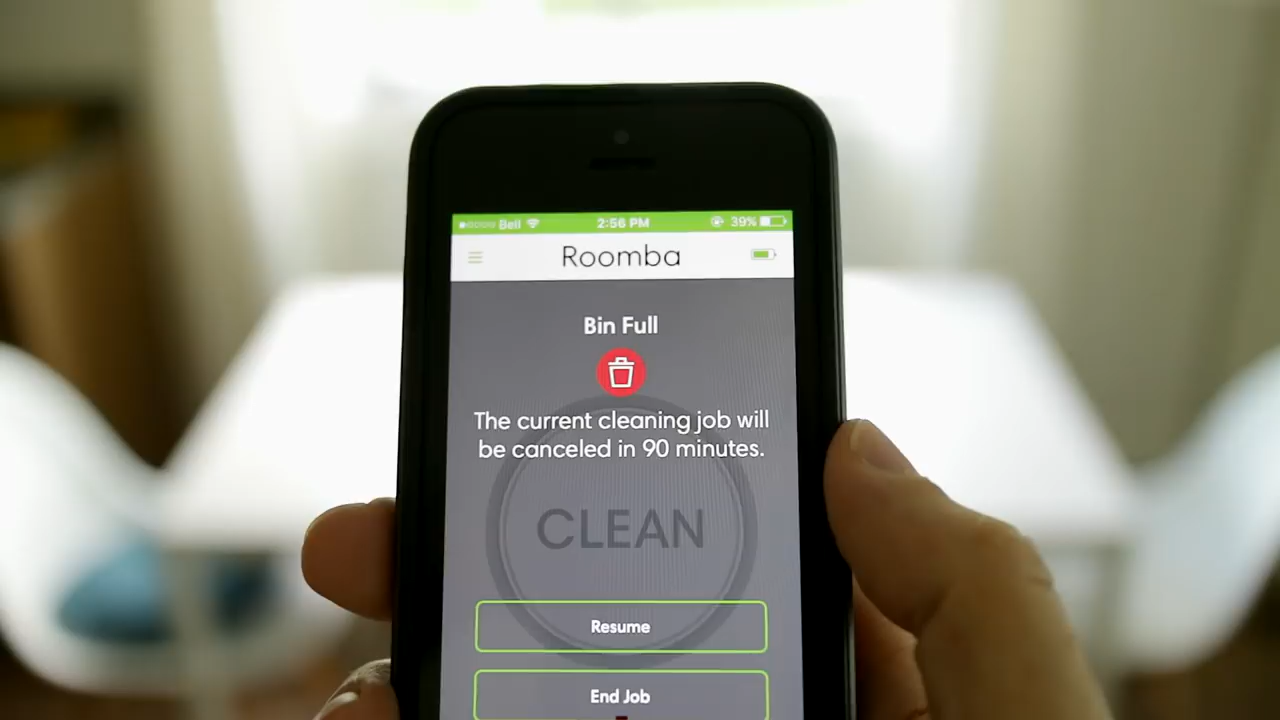 Bell 2:56 PM 39%
Roomba
Bin Full
The current cleaning job will
be canceled in 90 minutes.
CLEAN
Resume
End Job